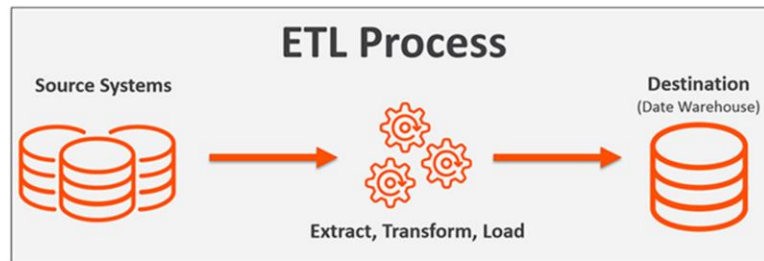 ETL Process
Source Systems
Destination
(Date Warehouse)
Extract, Transform, Load